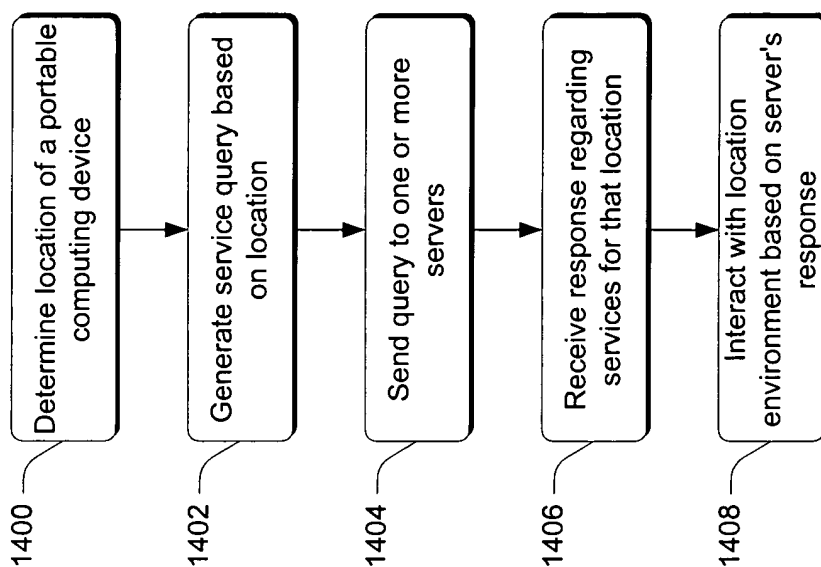 1400
Determine location of a portable
computing device
1402
Generate service query based
on location
1404
Send query to one or more
servers
1406
Receive response regarding
services for that location
1408
Interact with location
environment based on server's
response